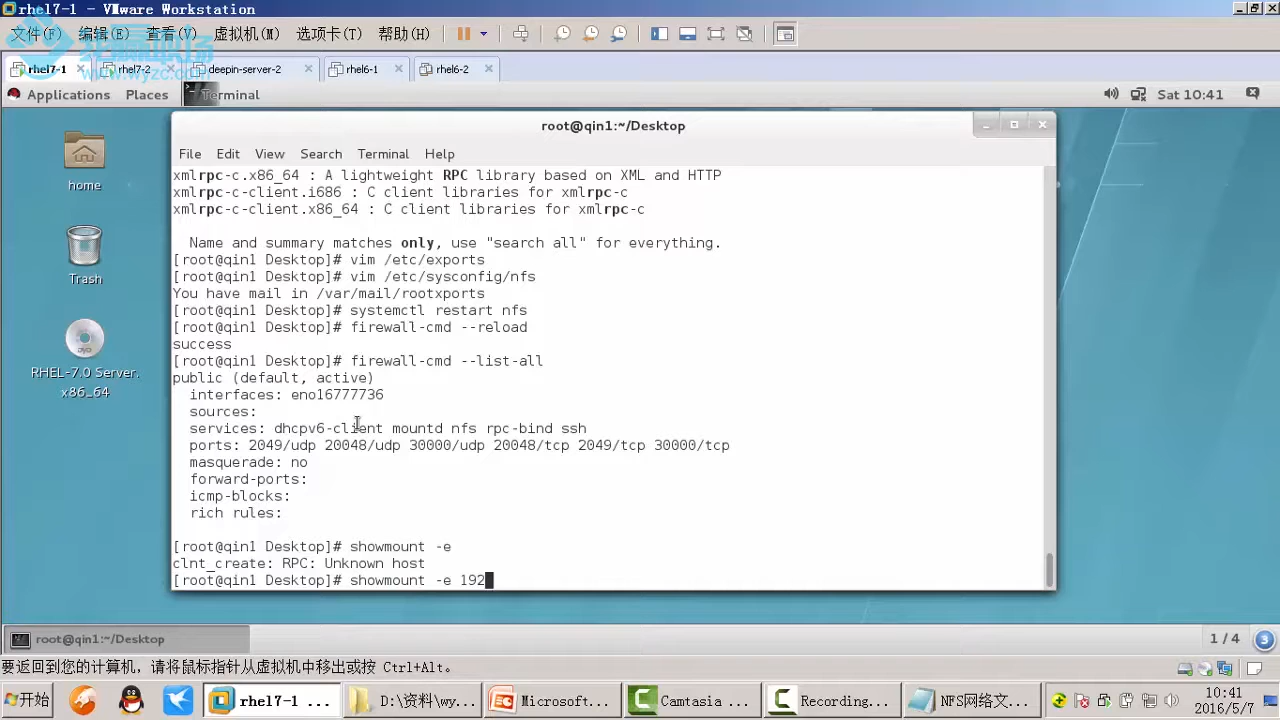 rhel7-1 - VMware Workstation
文件(F) 编辑(E) 查看(V) 虚拟机(M) 选项卡(T) 帮助(H)
www.wyzc.com
rhel7-1 rhel7-2 deepin-server-2 rhel6-1 rhel6-2
Applications Places Terminal Sat 10:41
root@qin1:~/Desktop
File Edit View Search Terminal Help
home
Trash
RHEL-7.0 Server.
x86_64
xmlrpc-c.x86_64 : A lightweight RPC library based on XML and HTTP
xmlrpc-c-client.i686 : C client libraries for xmlrpc-c
xmlrpc-c-client.x86_64 : C client libraries for xmlrpc-c
Name and summary matches only, use "search all" for everything.
[root@qin1 Desktop]# vim /etc/exports
[root@qin1 Desktop]# vim /etc/sysconfig/nfs
You have mail in /var/mail/rootxports
[root@qin1 Desktop]# systemctl restart nfs
[root@qin1 Desktop]# firewall-cmd --reload
success
[root@qin1 Desktop]# firewall-cmd --list-all
public (default, active)
interfaces: eno16777736
sources:
services: dhcpv6-client mountd nfs rpc-bind ssh
ports: 2049/udp 20048/udp 30000/udp 20048/tcp 2049/tcp 30000/tcp
masquerade: no
forward-ports:
icmp-blocks:
rich rules:
[root@qin1 Desktop]# showmount -e
clnt_create: RPC: Unknown host
[root@qin1 Desktop]# showmount -e 192
root@qin1:~/Desktop 1 / 4 3
要返回到您的计算机，请将鼠标指针从虚拟机中移出或按 Ctrl+Alt。
开始 rhel7-1 ... D:\资料\wy... Microsoft... Camtasia ... Recording... NFS网络文...
10:41
2016/5/7